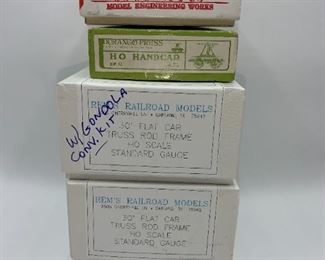 MODEL ENGINEERING WORKS
DURANGO PRESS
HO HANDCAR
W/GONDOLA
CONV. KIT
REM'S RAILROAD MODELS
30' FLAT CAR
TRUSS ROD FRAME
HO SCALE
STANDARD GAUGE
REM'S RAILROAD MODELS
30' FLAT CAR
TRUSS ROD FRAME
HO SCALE
STANDARD GAUGE